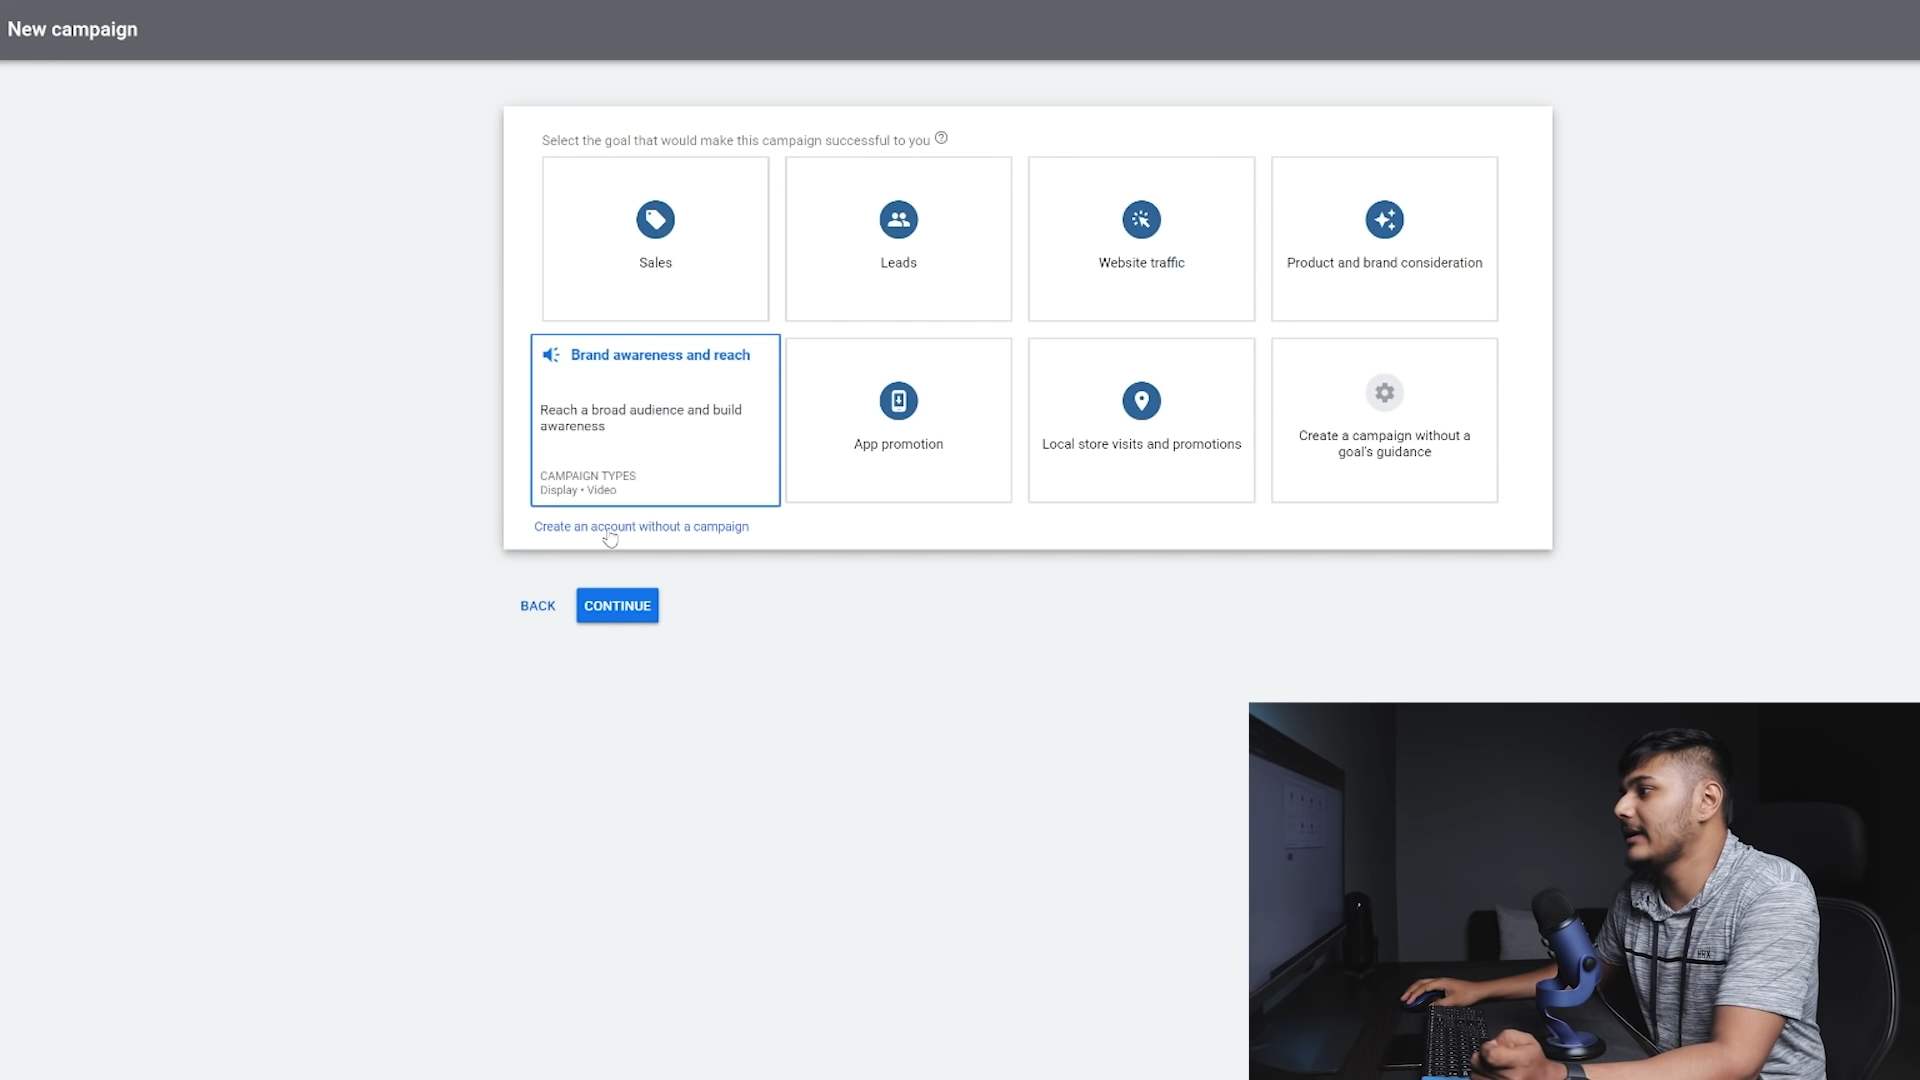 New campaign
Select the goal that would make this campaign successful to you
Sales
Leads
Website traffic
Product and brand consideration
Brand awareness and reach
Reach a broad audience and build
awareness
CAMPAIGN TYPES
Display • Video
App promotion
Local store visits and promotions
Create a campaign without a
goal's guidance
Create an account without a campaign
BACK
CONTINUE
HRX